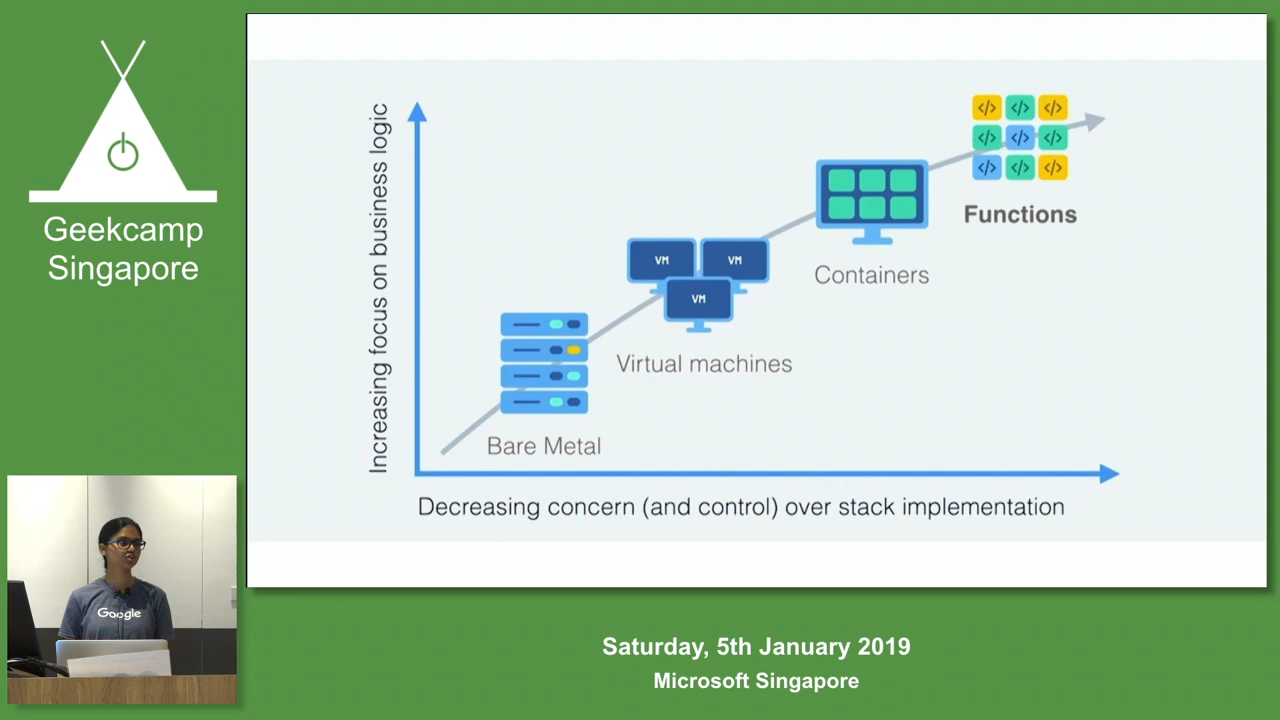 Geekcamp
Singapore
Increasing focus on business logic
</> </> </>
</> </> </>
</> </> </>
Functions
Containers
VM VM
VM
Virtual machines
Bare Metal
Decreasing concern (and control) over stack implementation
Google
Saturday, 5th January 2019
Microsoft Singapore